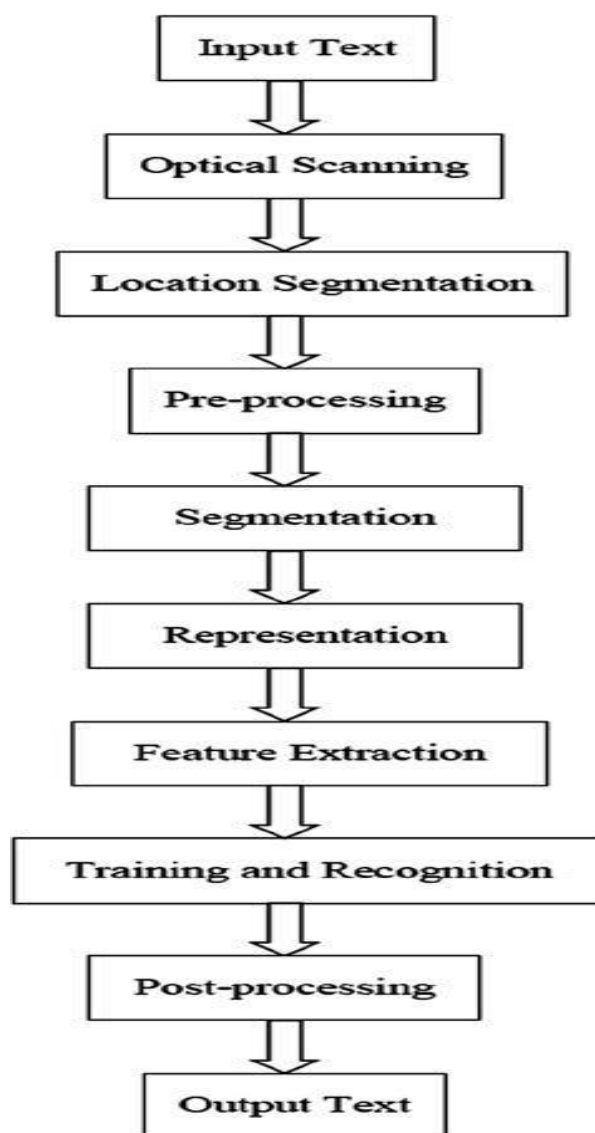 Input Text
Optical Scanning
Location Segmentation
Pre-processing
Segmentation
Representation
Feature Extraction
Training and Recognition
Post-processing
Output Text